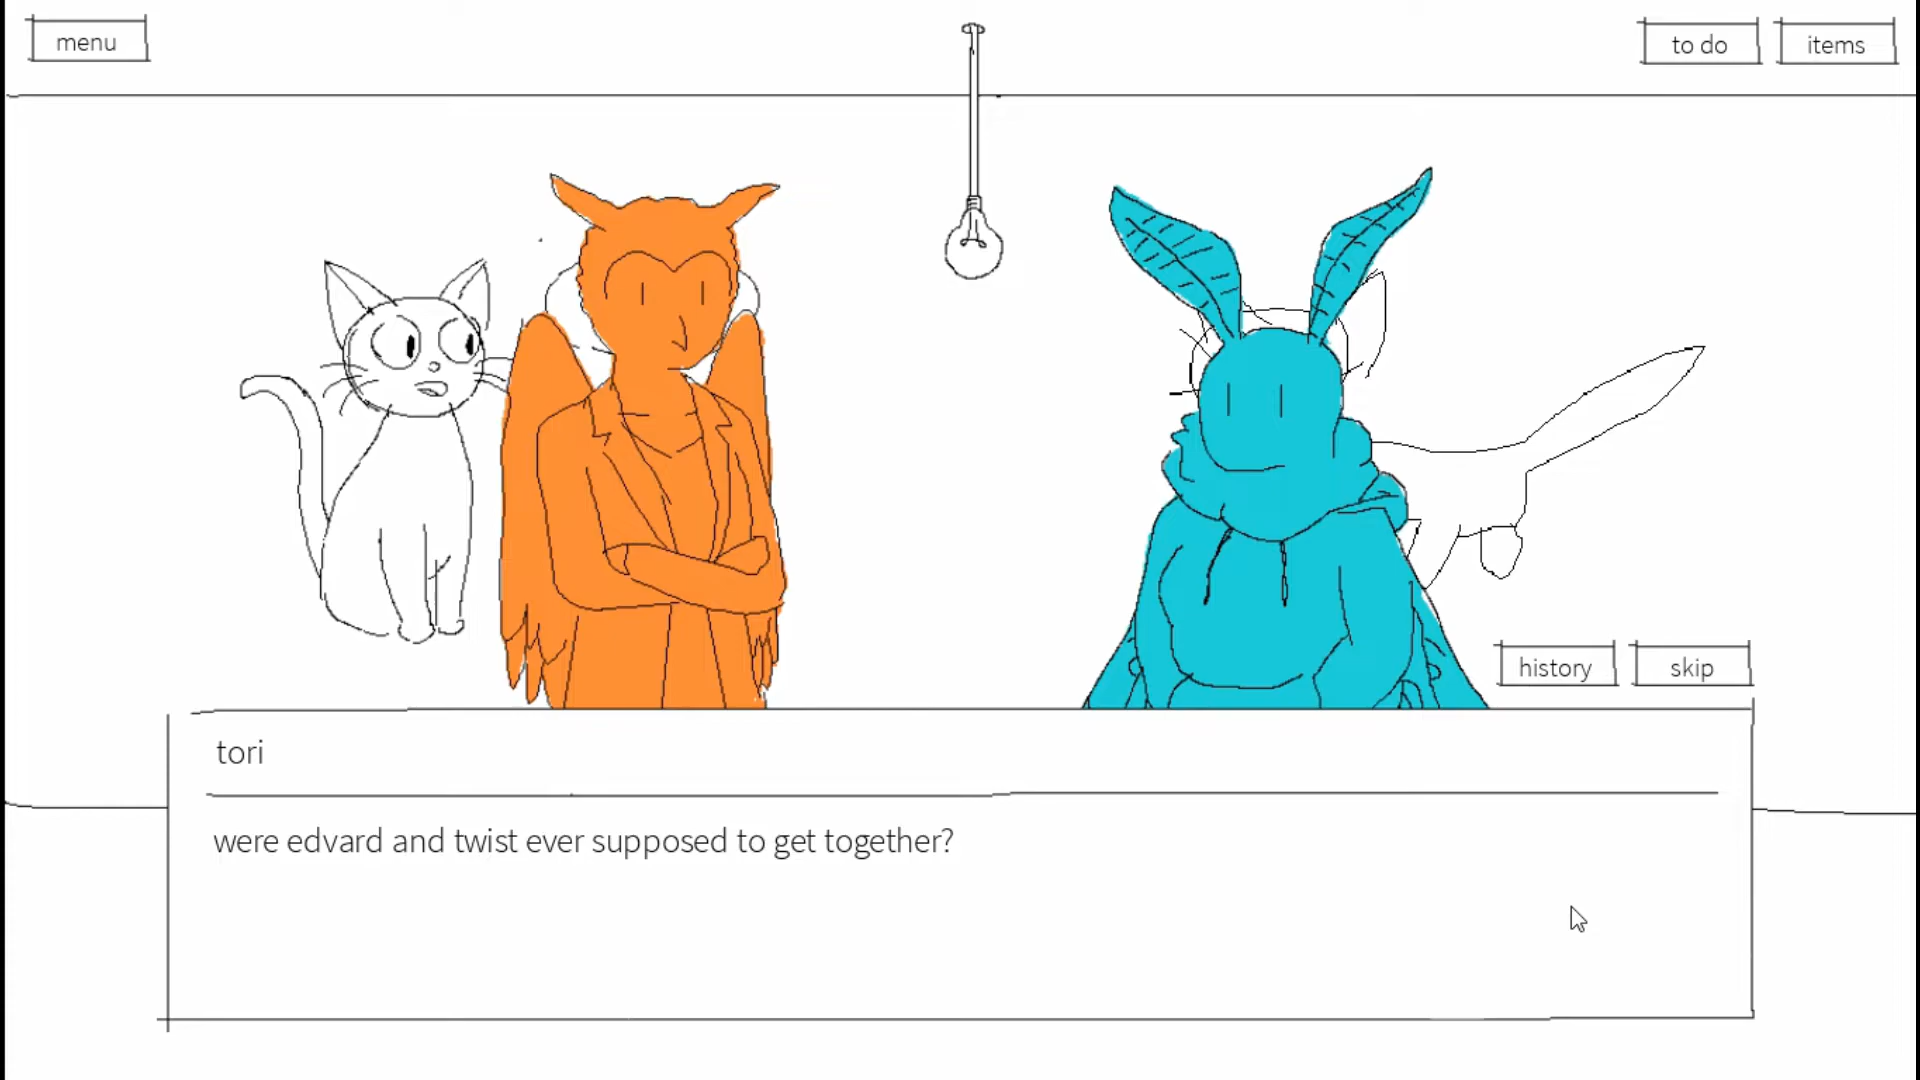 menu
to do
items
history
skip
tori
were edvard and twist ever supposed to get together?